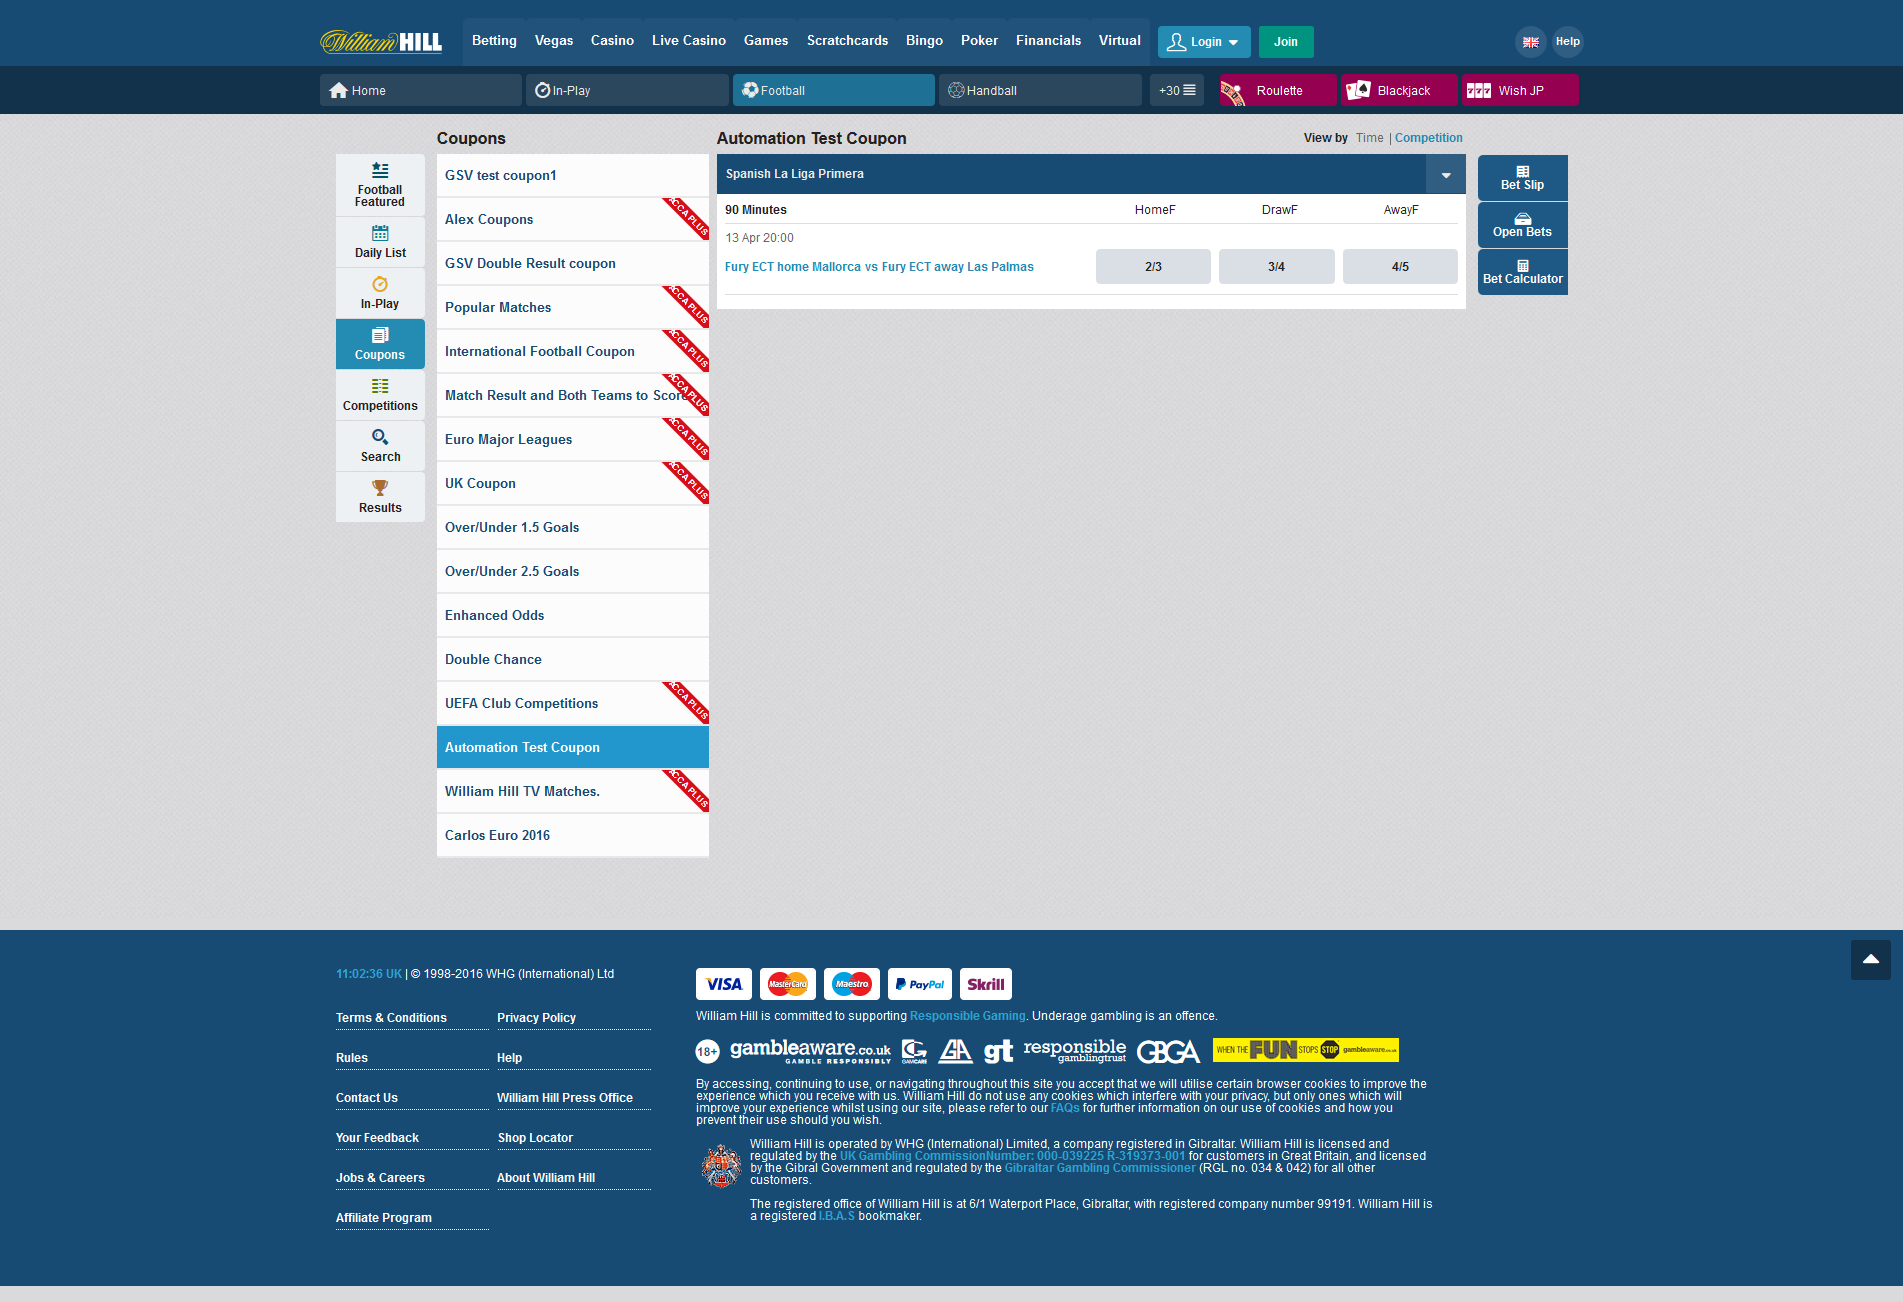 William HILL
Betting Vegas Casino Live Casino Games Scratchcards Bingo Poker Financials Virtual Login Join Help
Home In-Play Football Handball +30 Roulette Blackjack 777 Wish JP
Coupons
Automation Test Coupon
View by Time | Competition
Football Featured
Daily List
In-Play
Coupons
Competitions
Search
Results
GSV test coupon1
Alex Coupons ACCA PLUS
GSV Double Result coupon
Popular Matches ACCA PLUS
International Football Coupon ACCA PLUS
Match Result and Both Teams to Score ACCA PLUS
Euro Major Leagues ACCA PLUS
UK Coupon ACCA PLUS
Over/Under 1.5 Goals
Over/Under 2.5 Goals
Enhanced Odds
Double Chance
UEFA Club Competitions ACCA PLUS
Automation Test Coupon
William Hill TV Matches. ACCA PLUS
Carlos Euro 2016
Spanish La Liga Primera
90 Minutes HomeF DrawF AwayF
13 Apr 20:00
Fury ECT home Mallorca vs Fury ECT away Las Palmas 2/3 3/4 4/5
Bet Slip
Open Bets
Bet Calculator
11:02:36 UK | © 1998-2016 WHG (International) Ltd
Terms & Conditions Privacy Policy
Rules Help
Contact Us William Hill Press Office
Your Feedback Shop Locator
Jobs & Careers About William Hill
Affiliate Program
VISA MasterCard Maestro PayPal Skrill
William Hill is committed to supporting Responsible Gaming. Underage gambling is an offence.
18+ gambleaware.co.uk GAMBLE RESPONSIBLY GAMCARE GA gt responsible gamblingtrust GBGA WHEN THE FUN STOPS STOP gambleaware.co.uk
By accessing, continuing to use, or navigating throughout this site you accept that we will utilise certain browser cookies to improve the
experience which you receive with us. William Hill do not use any cookies which interfere with your privacy, but only ones which will
improve your experience whilst using our site, please refer to our FAQs for further information on our use of cookies and how you
prevent their use should you wish.
William Hill is operated by WHG (International) Limited, a company registered in Gibraltar. William Hill is licensed and
regulated by the UK Gambling CommissionNumber: 000-039225 R-319373-001 for customers in Great Britain, and licensed
by the Gibral Government and regulated by the Gibraltar Gambling Commissioner (RGL no. 034 & 042) for all other
customers.
The registered office of William Hill is at 6/1 Waterport Place, Gibraltar, with registered company number 99191. William Hill is
a registered I.B.A.S bookmaker.